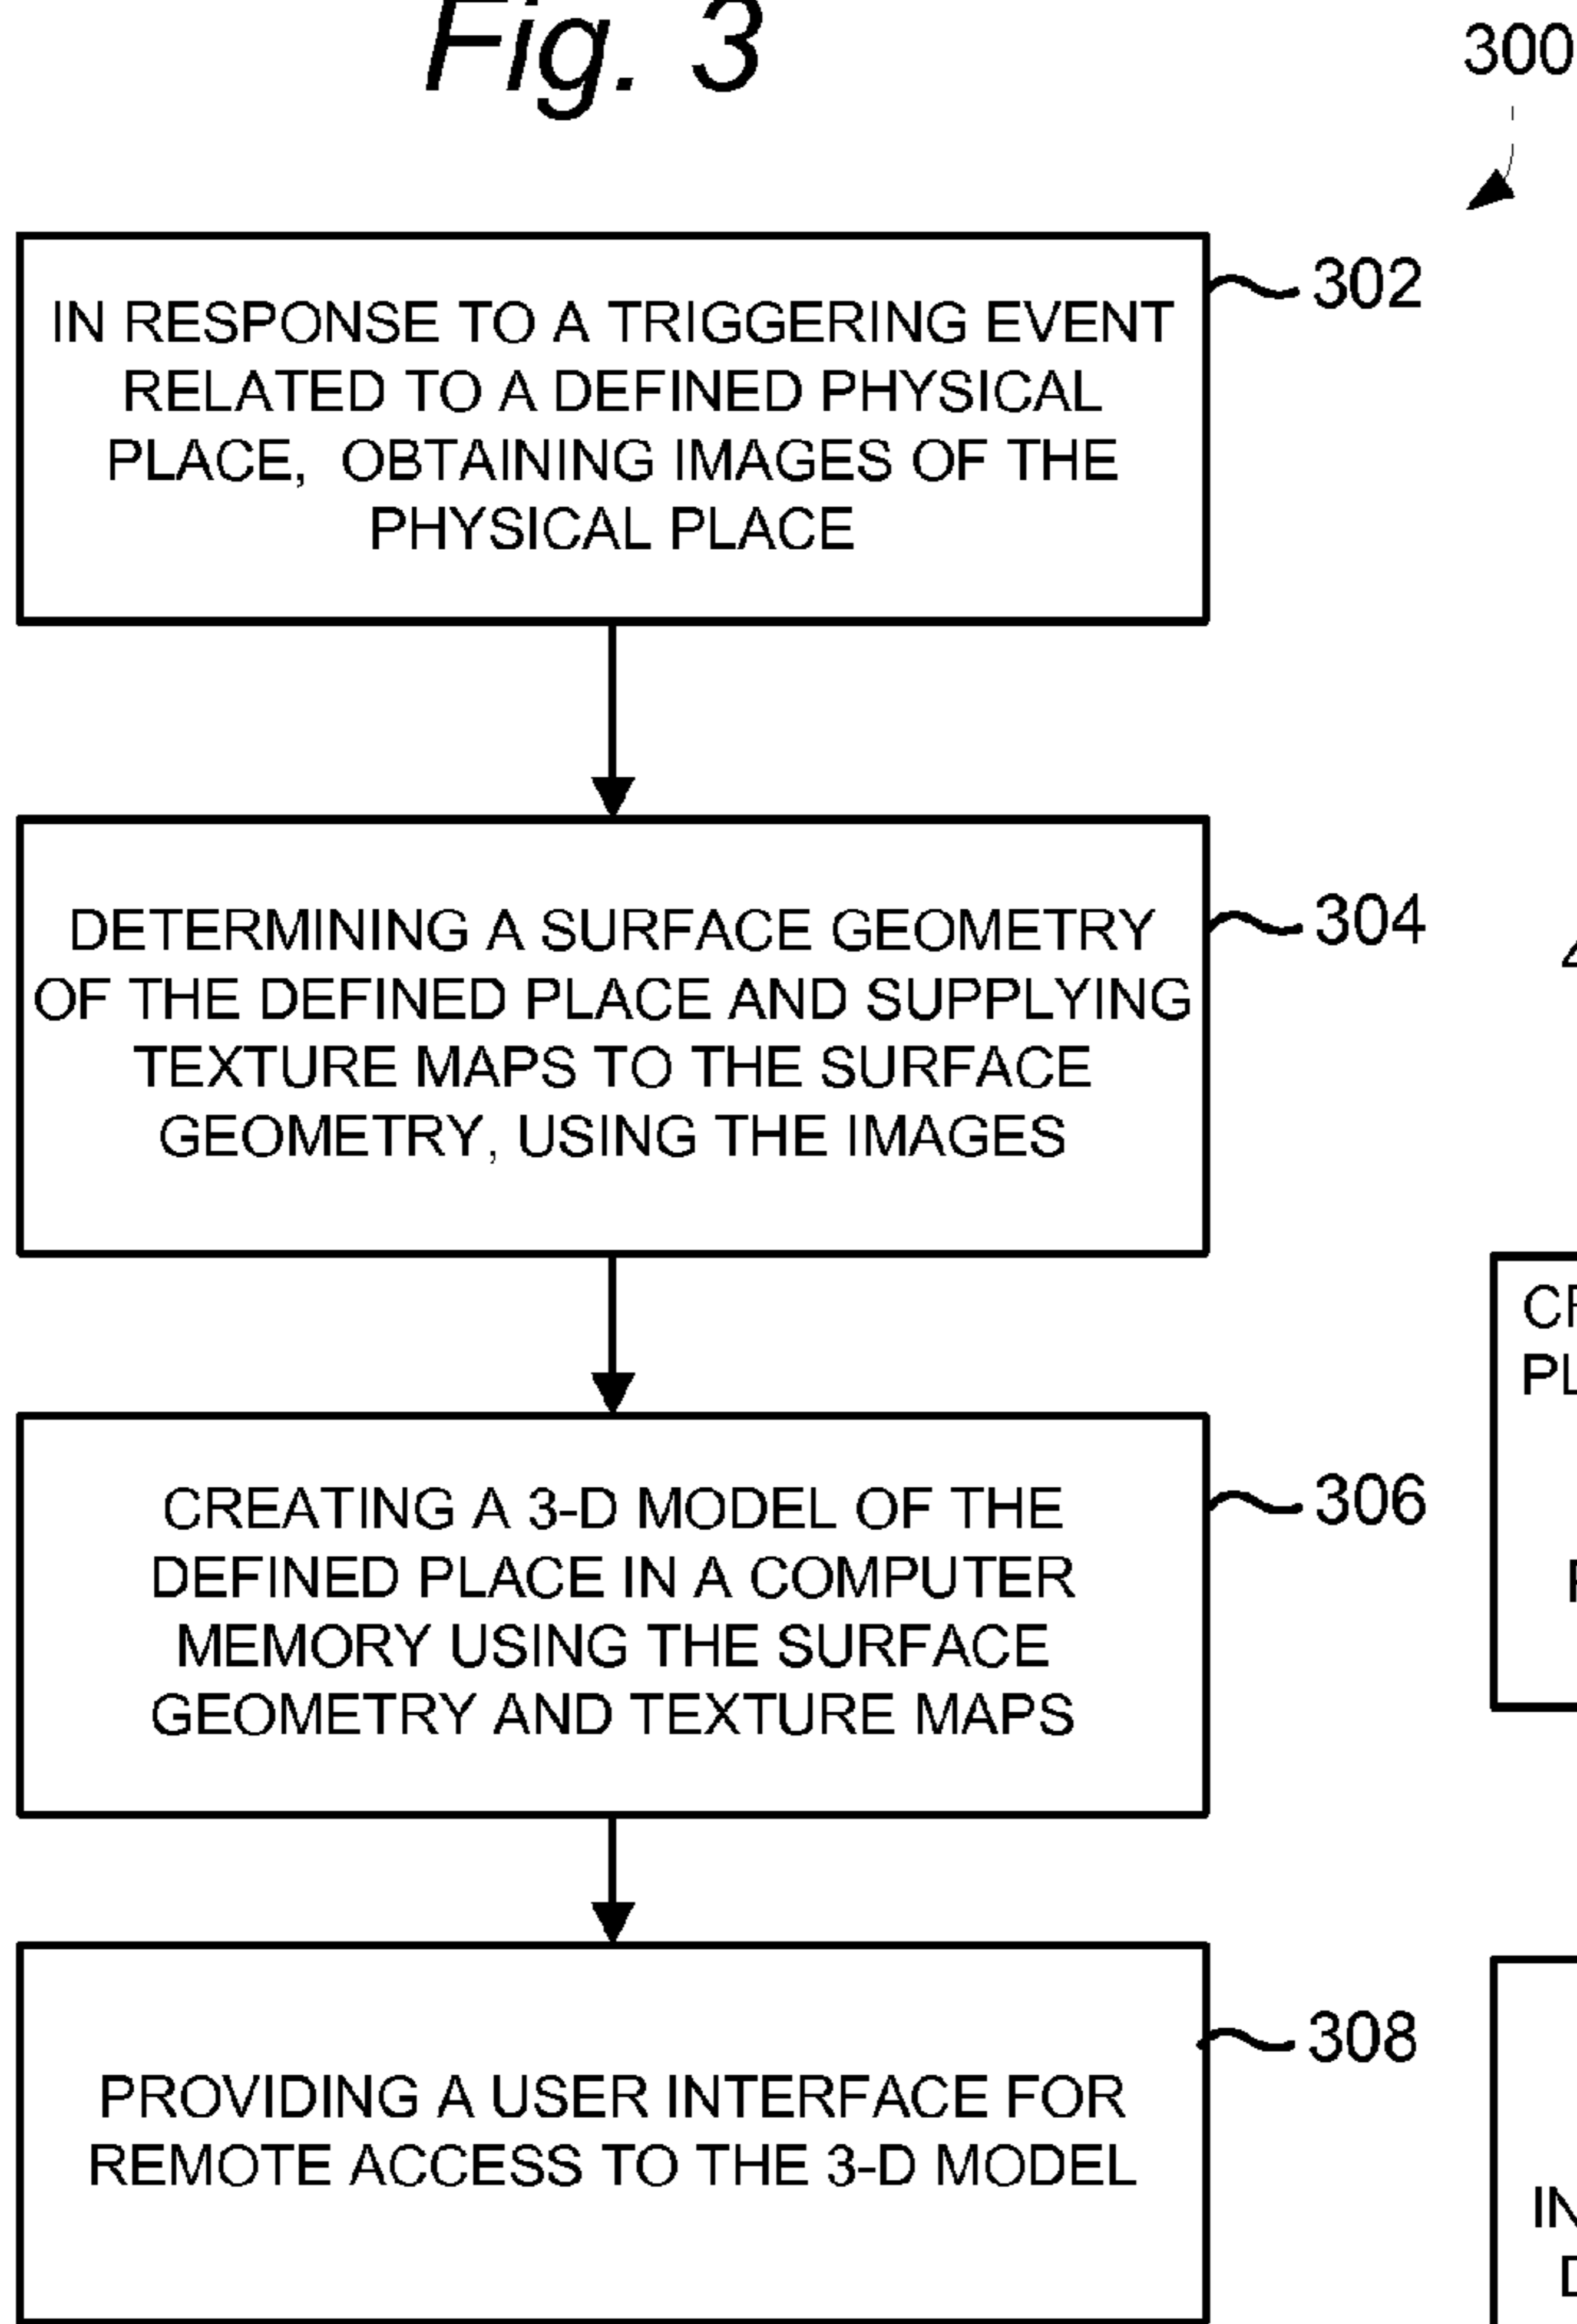 Fig. 3
300
IN RESPONSE TO A TRIGGERING EVENT
RELATED TO A DEFINED PHYSICAL
PLACE, OBTAINING IMAGES OF THE
PHYSICAL PLACE
302
DETERMINING A SURFACE GEOMETRY
OF THE DEFINED PLACE AND SUPPLYING
TEXTURE MAPS TO THE SURFACE
GEOMETRY, USING THE IMAGES
304
CREATING A 3-D MODEL OF THE
DEFINED PLACE IN A COMPUTER
MEMORY USING THE SURFACE
GEOMETRY AND TEXTURE MAPS
306
PROVIDING A USER INTERFACE FOR
REMOTE ACCESS TO THE 3-D MODEL
308